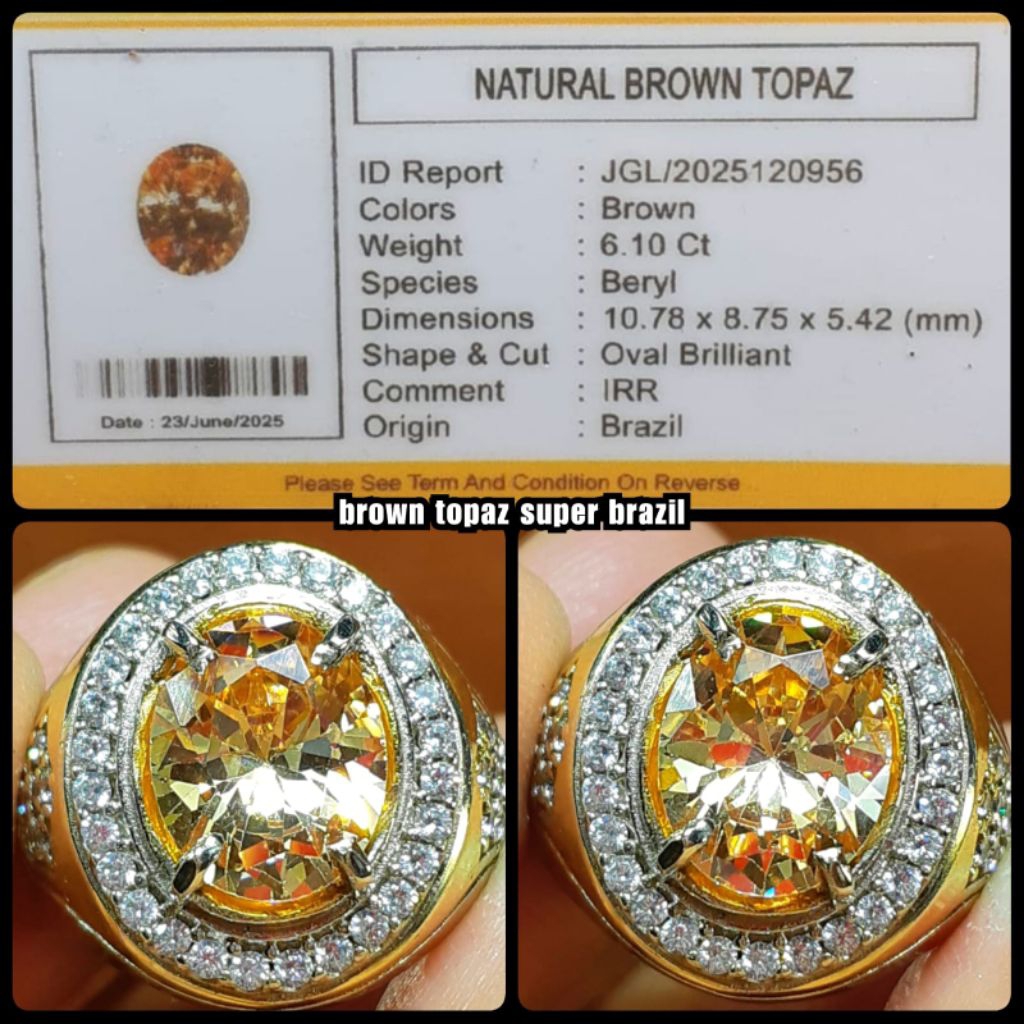 NATURAL BROWN TOPAZ
ID Report : JGL/2025120956
Colors : Brown
Weight : 6.10 Ct
Species : Beryl
Dimensions : 10.78 x 8.75 x 5.42 (mm)
Shape & Cut : Oval Brilliant
Comment : IRR
Origin : Brazil
Date : 23/June/2025
Please See Term And Condition On Reverse
brown topaz super brazil